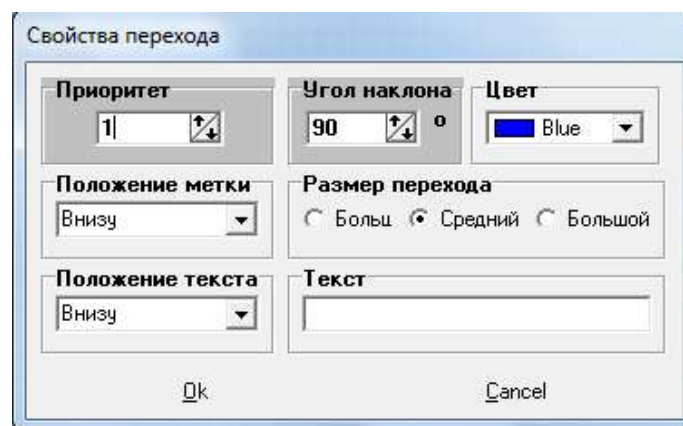 Свойства перехода
Приоритет
1
Угол наклона
90 º
Цвет
Blue
Положение метки
Внизу
Размер перехода
Больш Средний Большой
Положение текста
Внизу
Текст
Ok Cancel